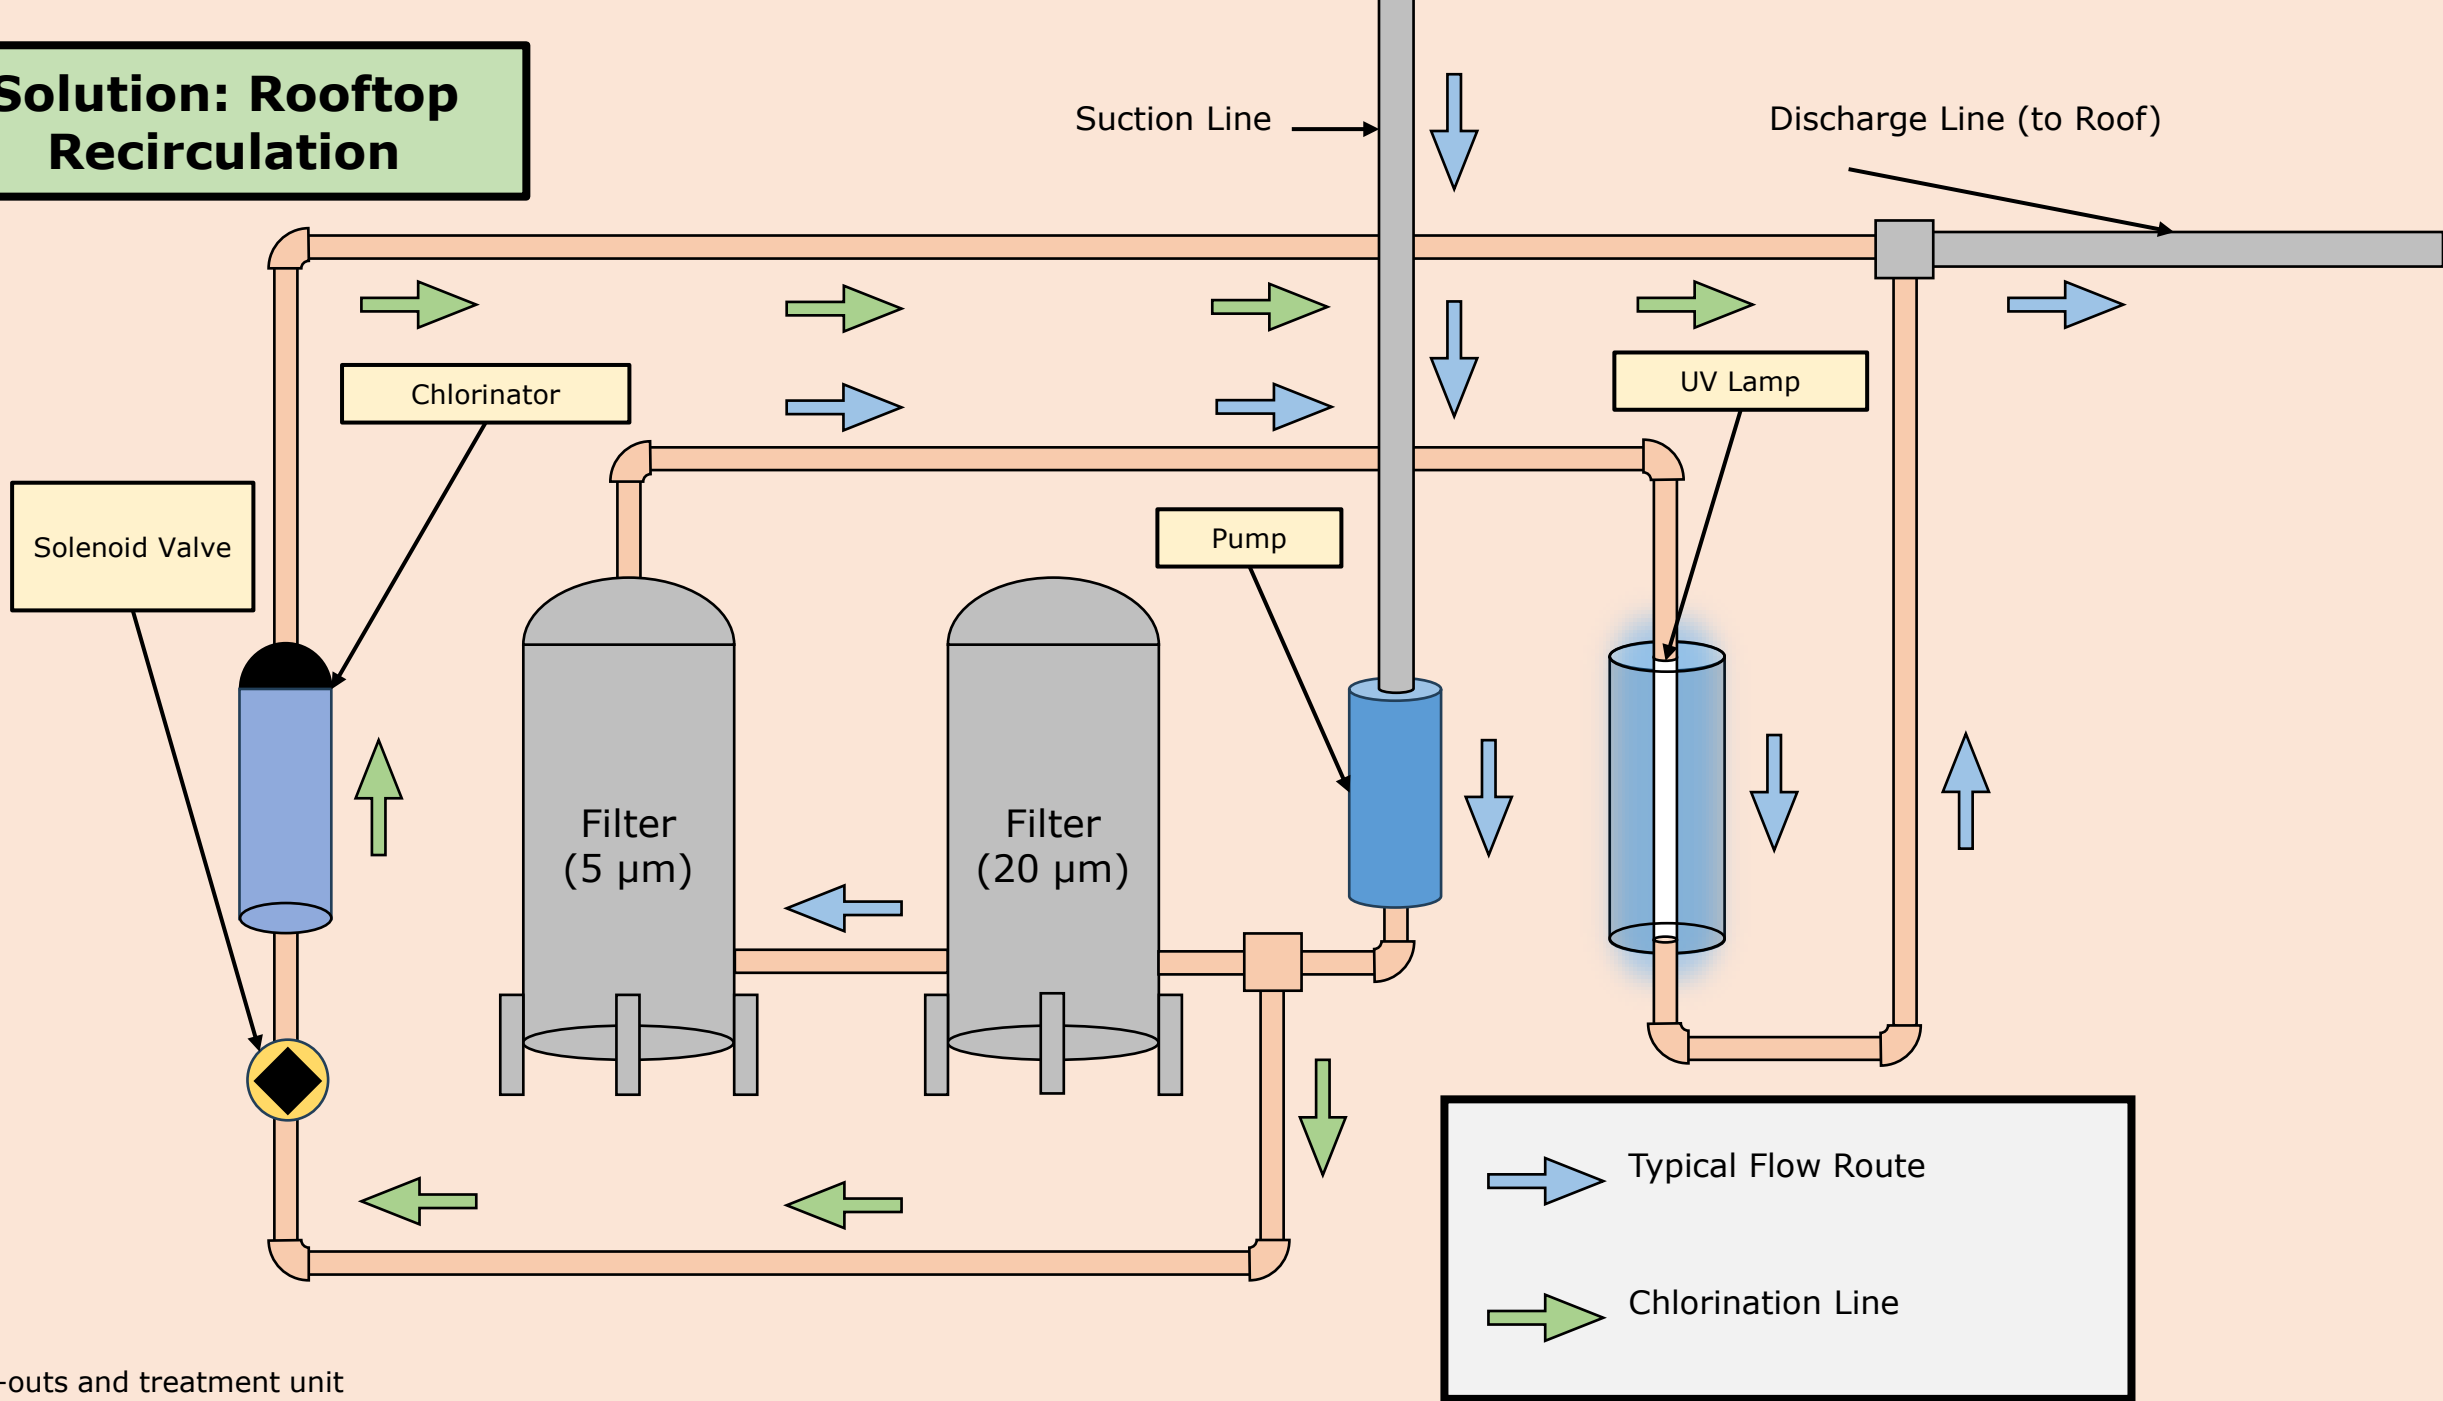 Solution: Rooftop
Recirculation
Suction Line
Discharge Line (to Roof)
Chlorinator
UV Lamp
Solenoid Valve
Pump
Filter
(5 µm)
Filter
(20 µm)
Typical Flow Route
Chlorination Line
-outs and treatment unit